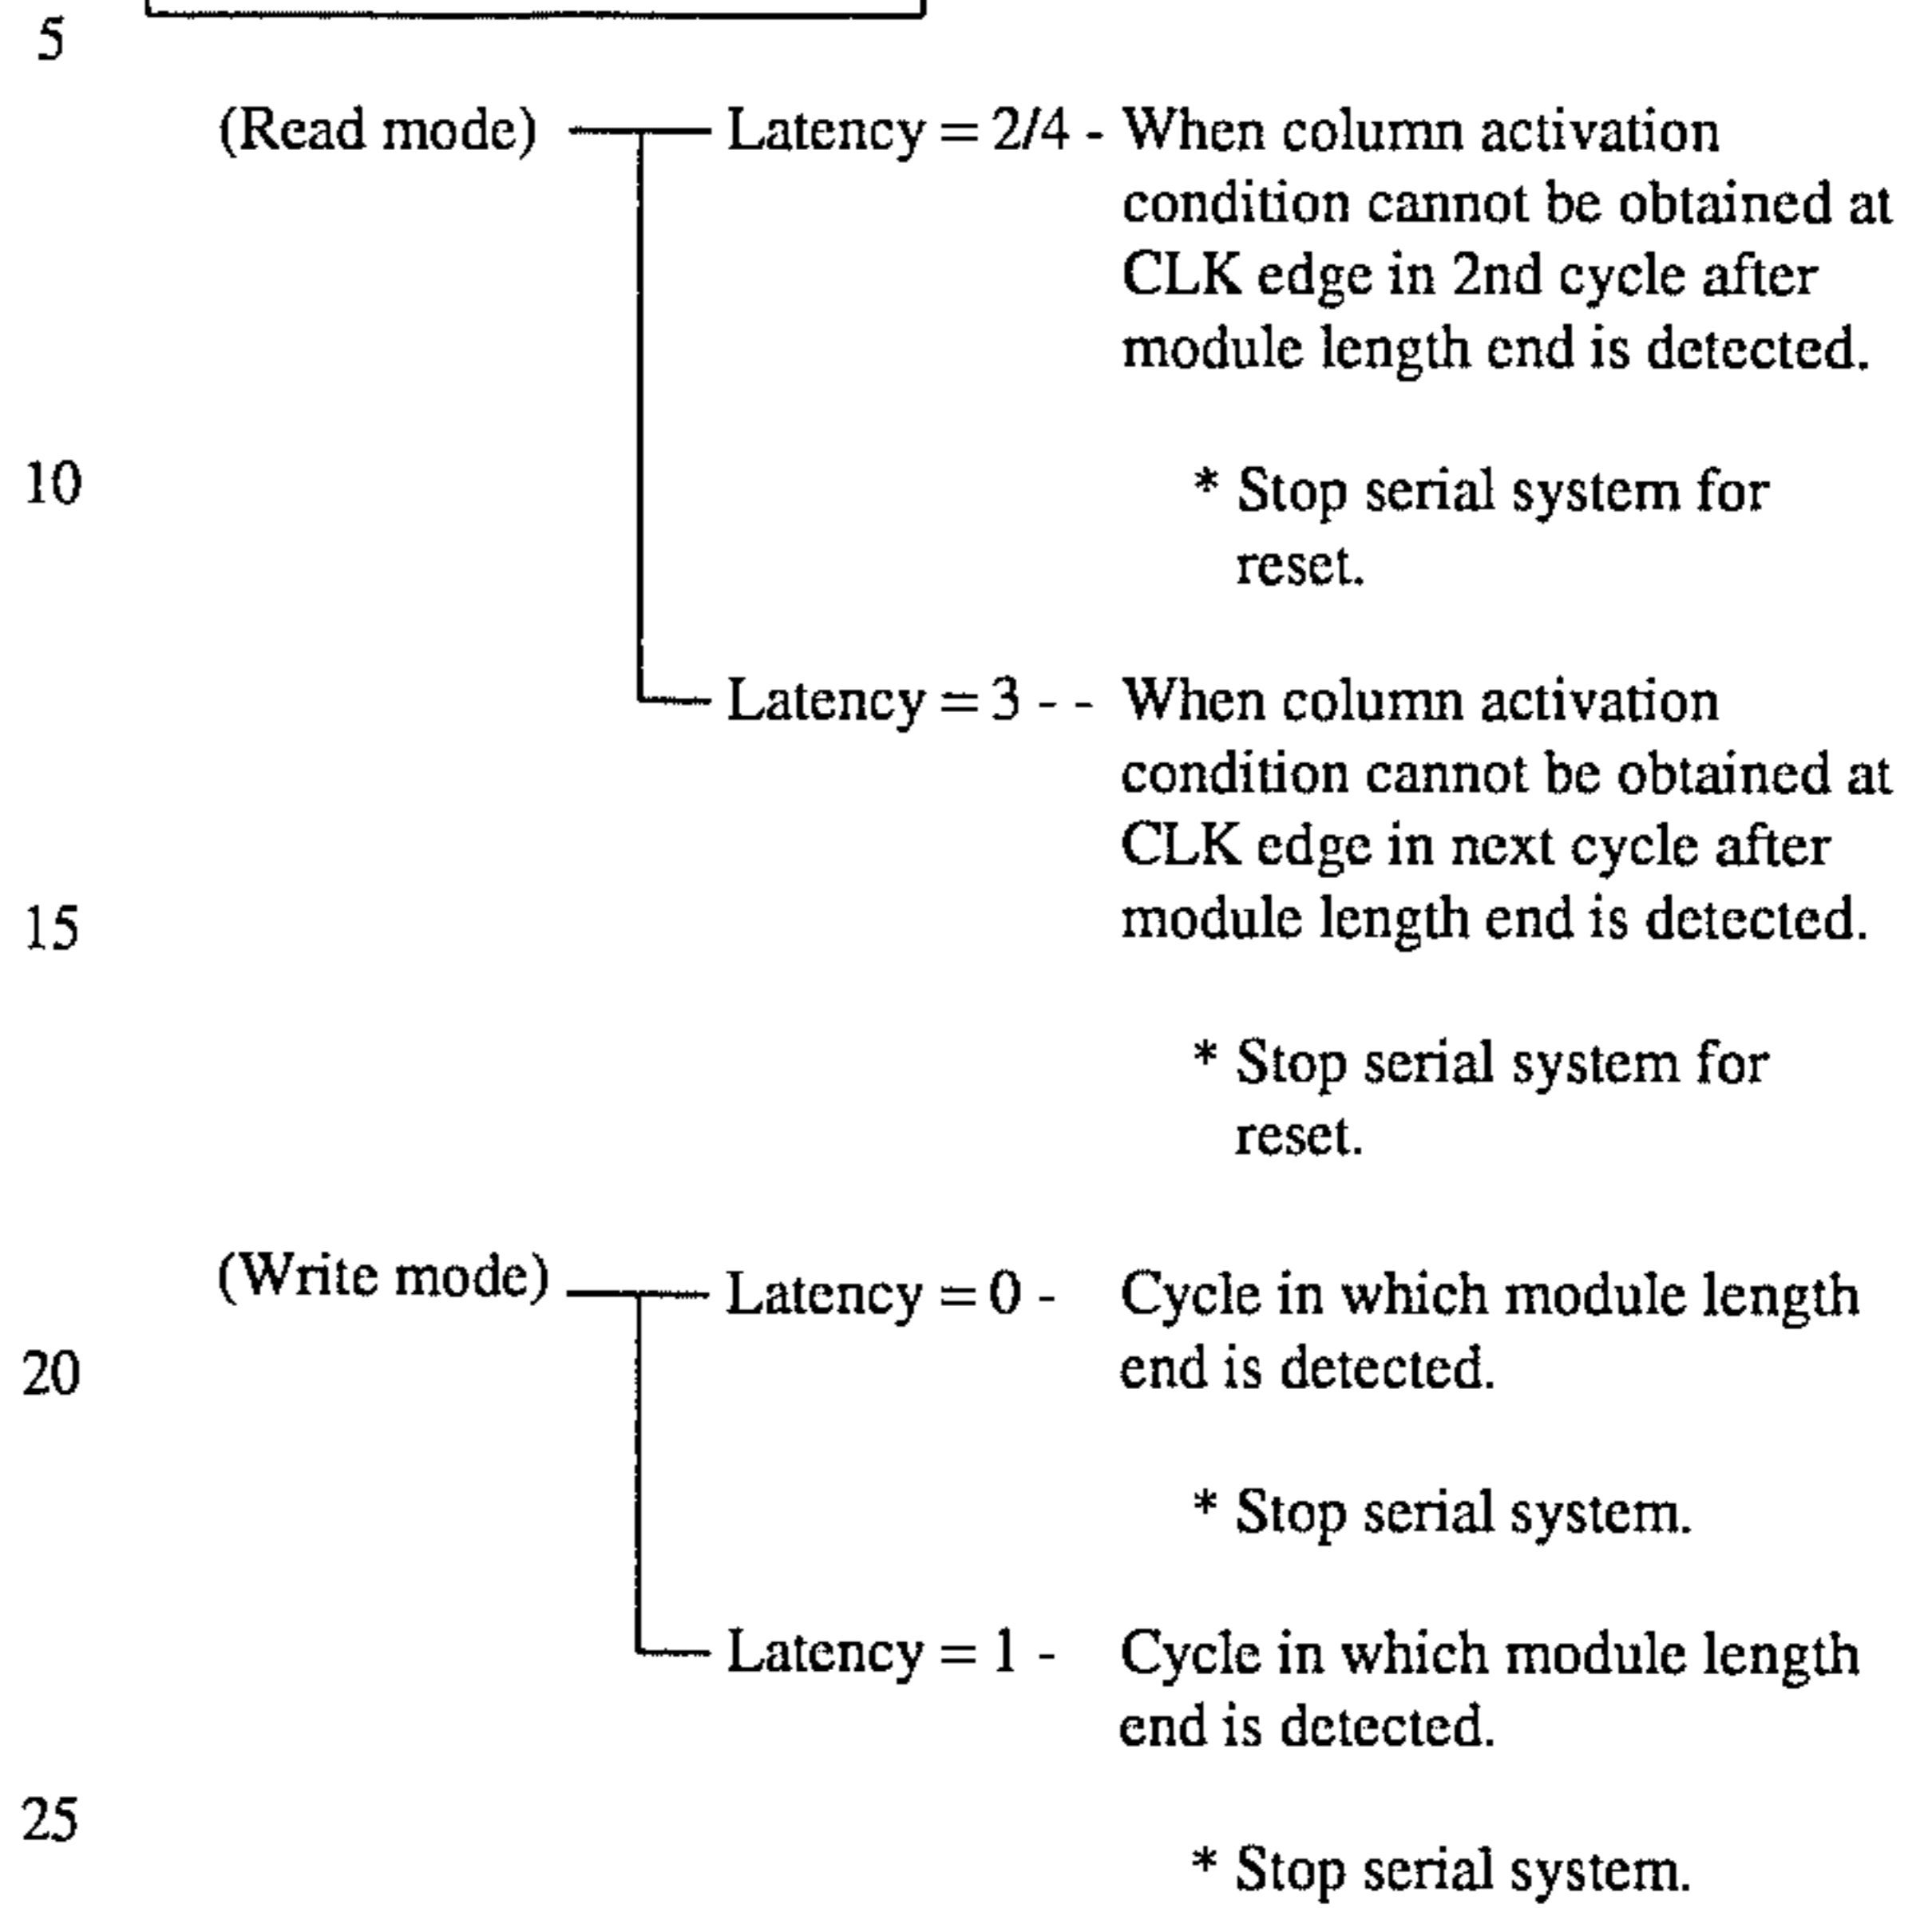 5
(Read mode) Latency = 2/4 - When column activation
condition cannot be obtained at
CLK edge in 2nd cycle after
module length end is detected.
10 * Stop serial system for
reset.
Latency = 3 - - When column activation
condition cannot be obtained at
CLK edge in next cycle after
15 module length end is detected.
* Stop serial system for
reset.
(Write mode) Latency = 0 - Cycle in which module length
20 end is detected.
* Stop serial system.
Latency = 1 - Cycle in which module length
end is detected.
25
* Stop serial system.